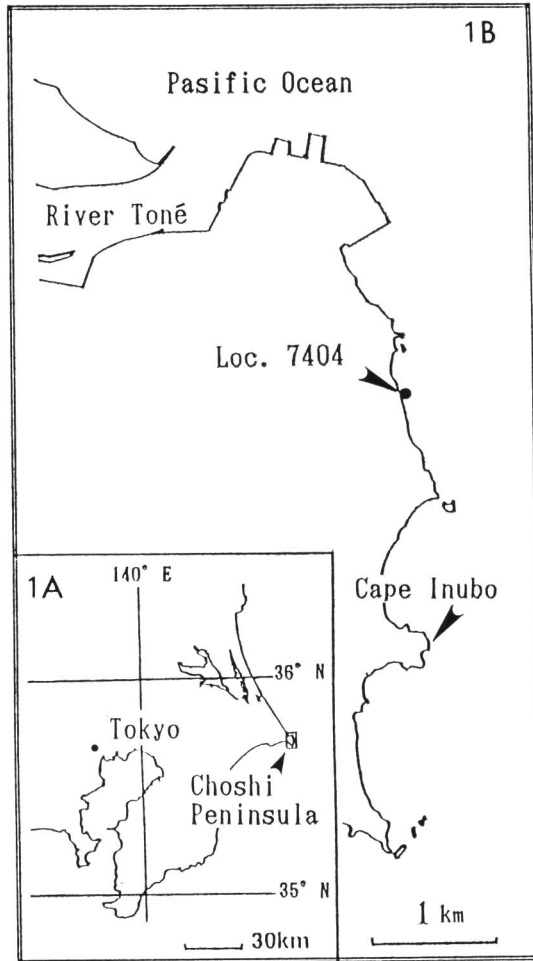 1B
Pasific Ocean
River Toné
Loc. 7404
Cape Inubo
1 km
1A
140° E
36° N
Tokyo
Choshi
Peninsula
35° N
30km